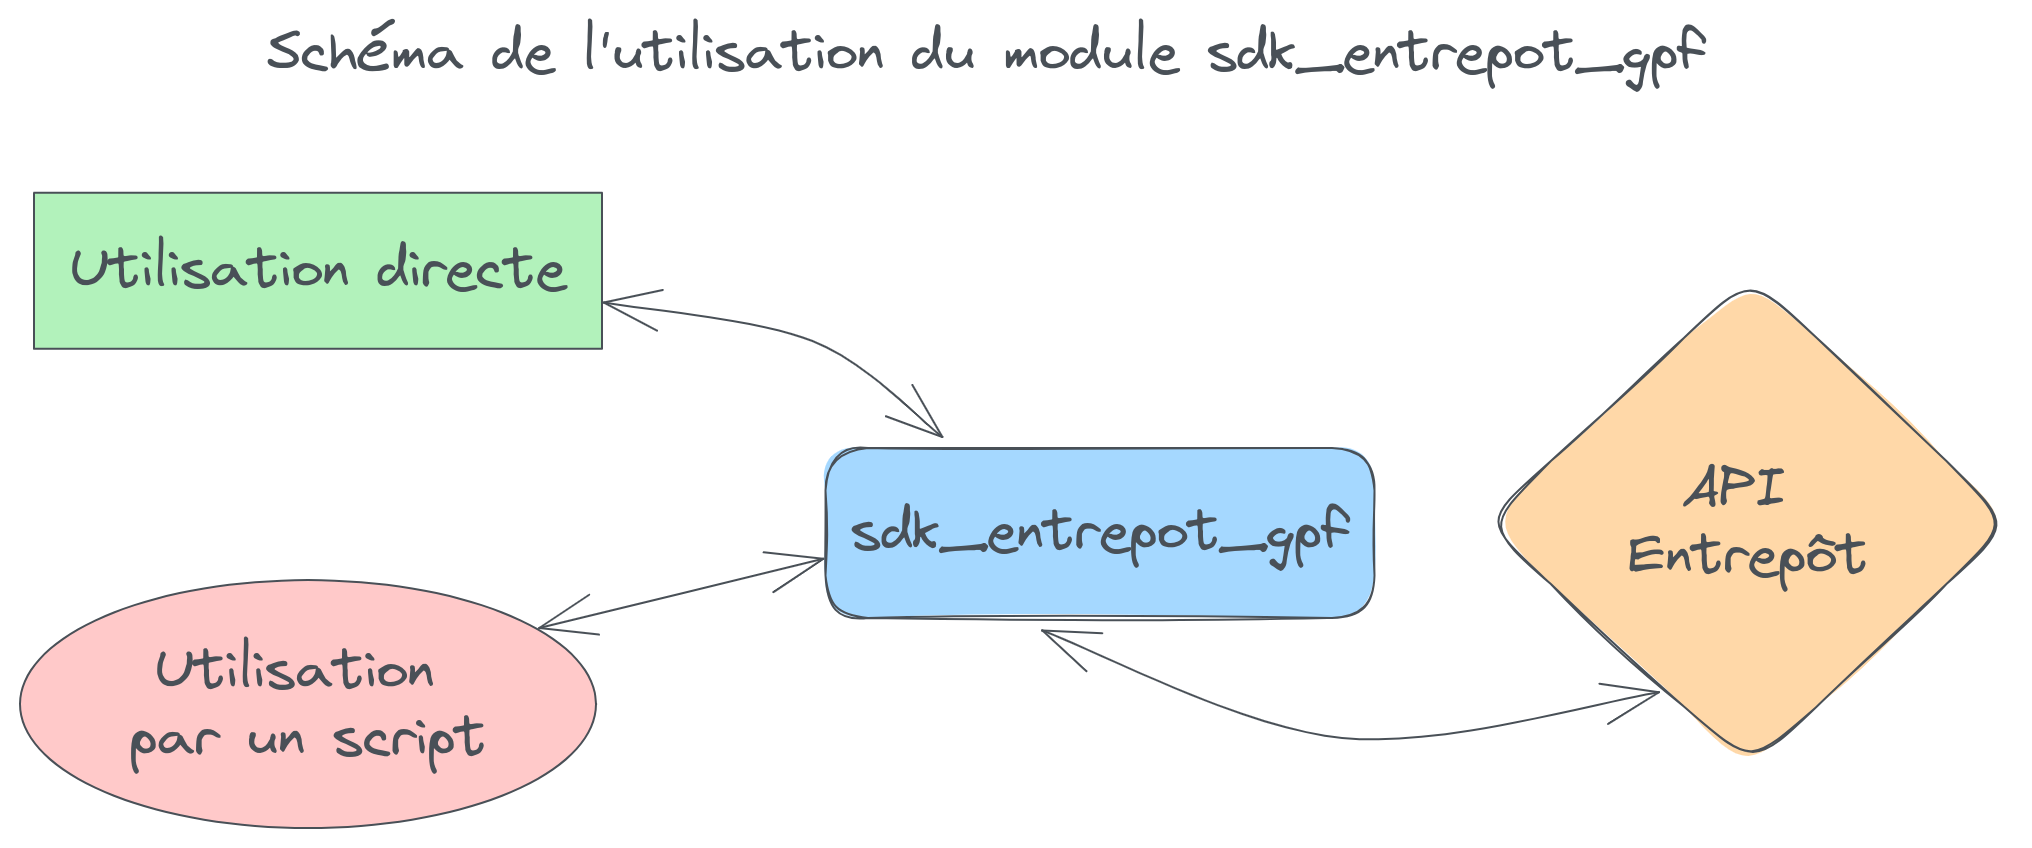 Schéma de l'utilisation du module sdk_entrepot_gpf
Utilisation directe
sdk_entrepot_gpf
API
Entrepôt
Utilisation
par un script